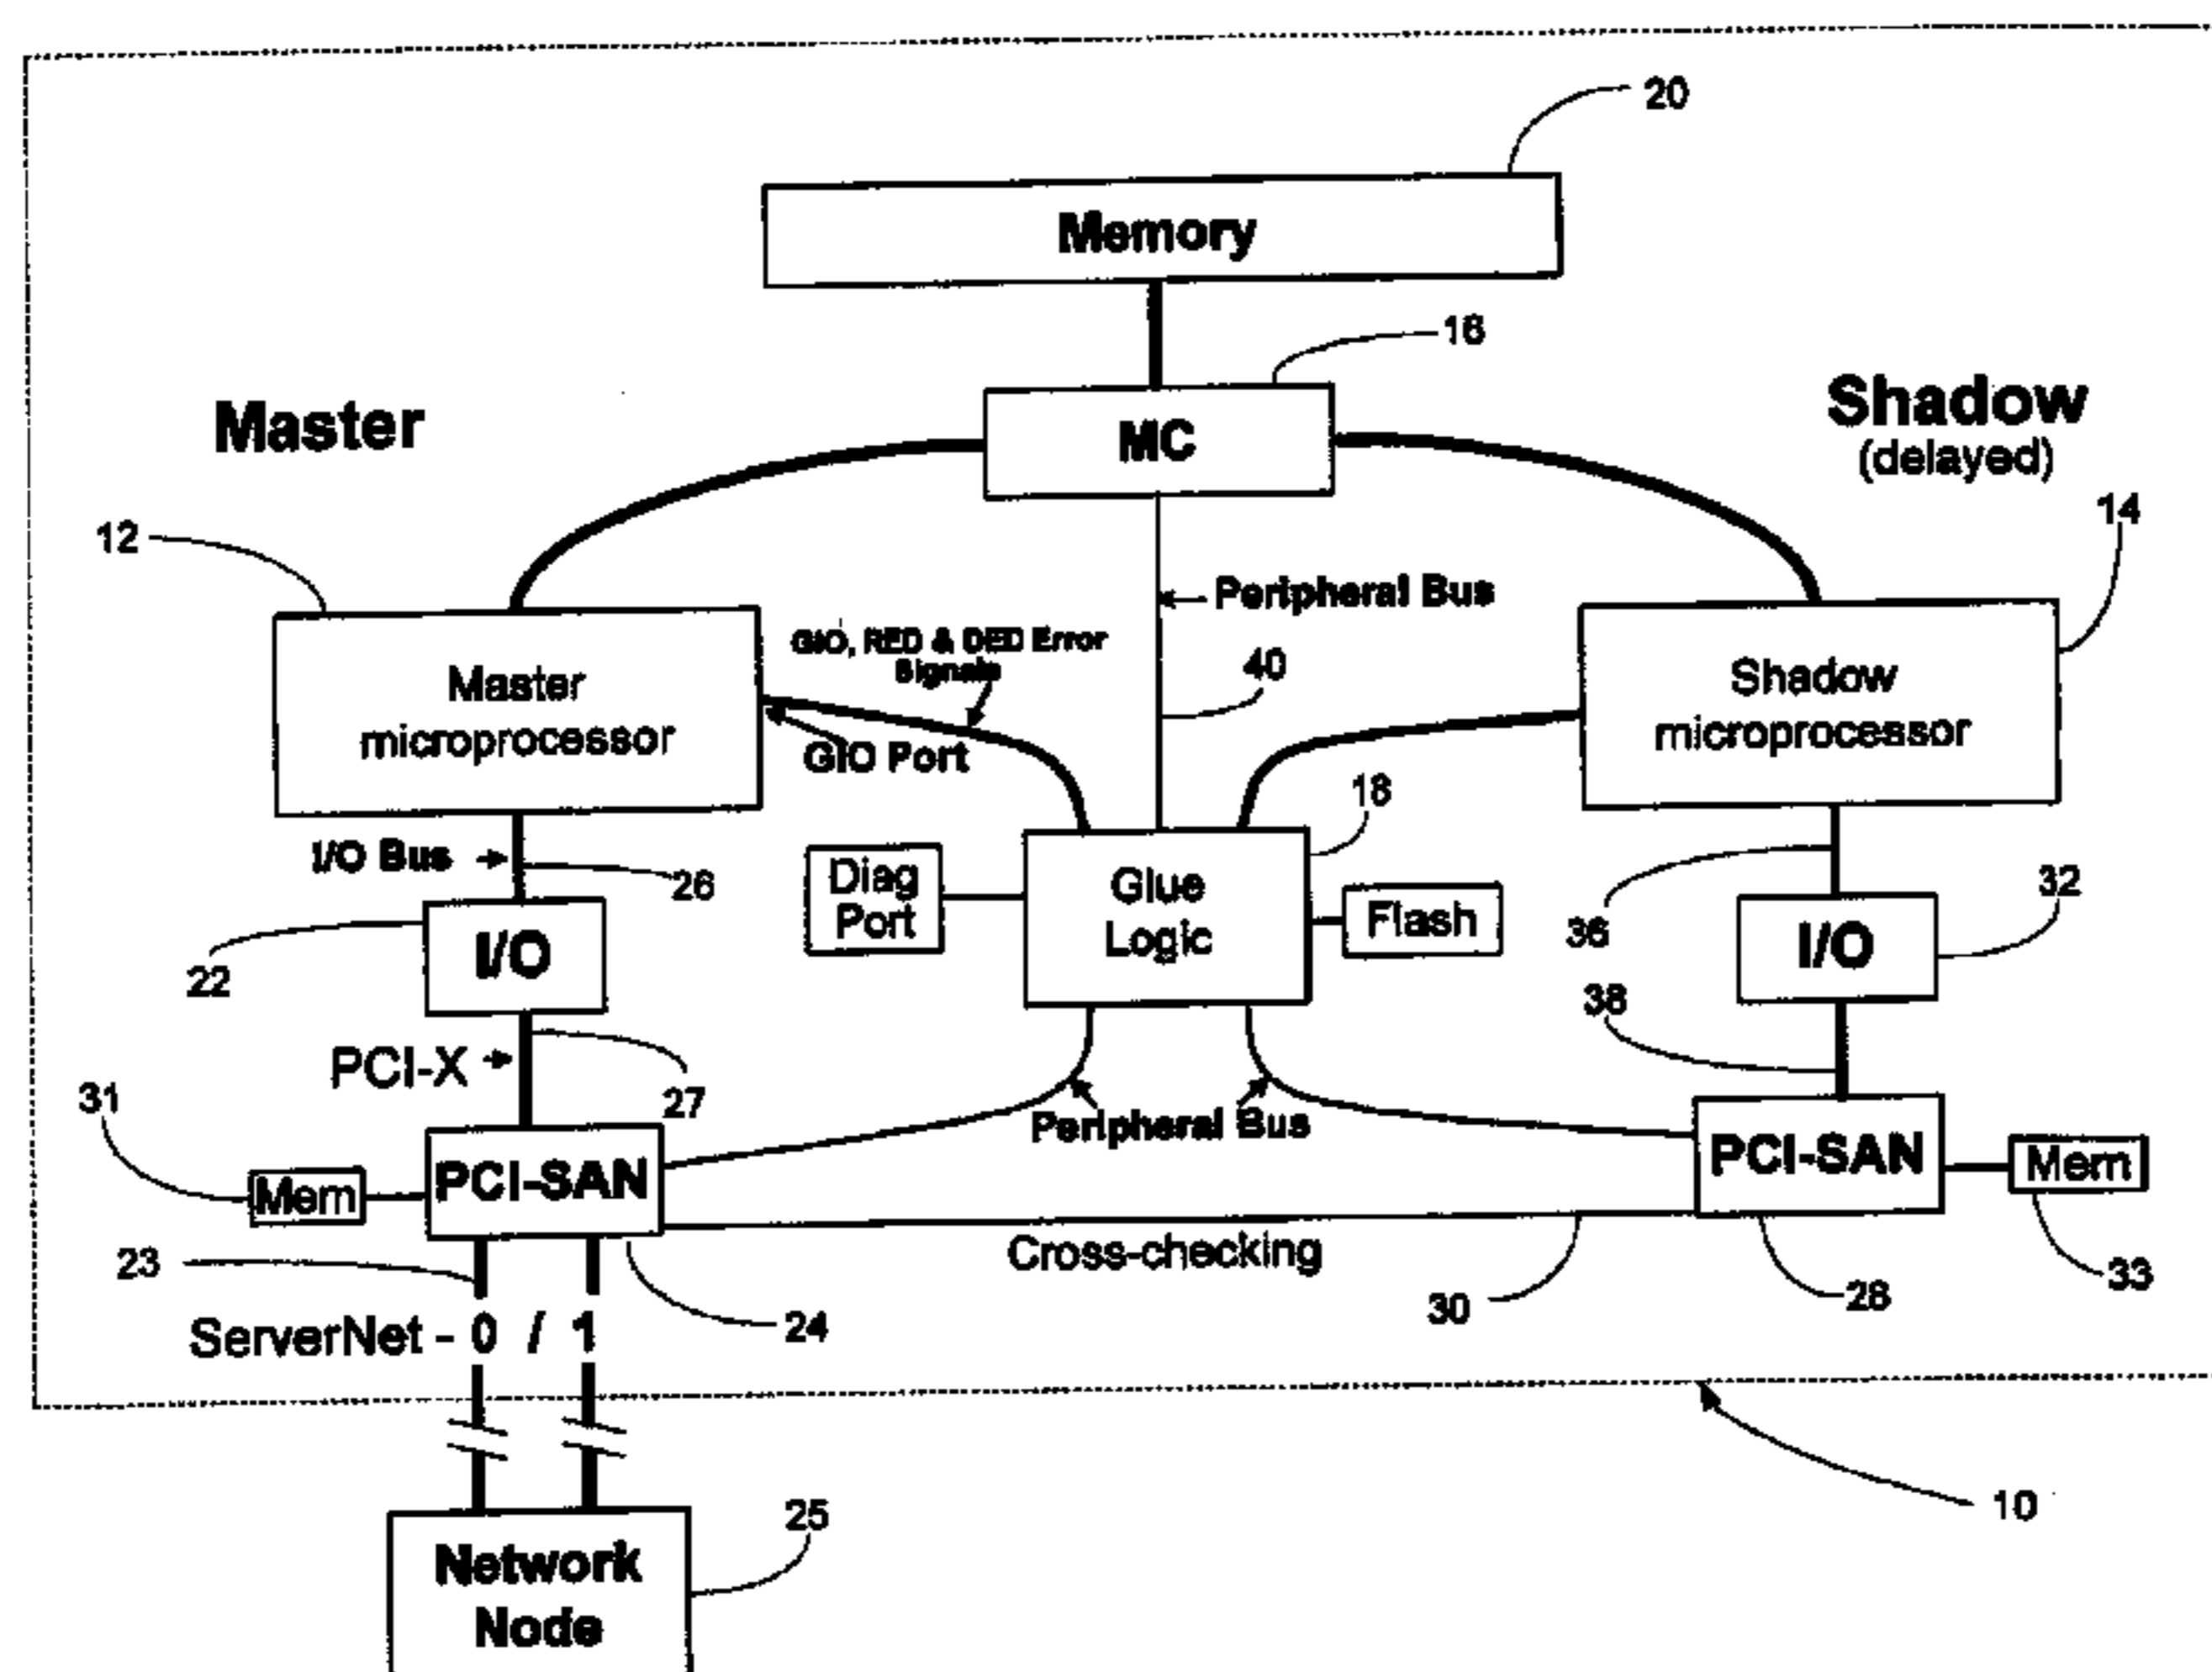 20
Memory
16
MC
Master
Shadow
(delayed)
12
14
Peripheral Bus
GIO, RED & DED Error
Signals
40
Master
microprocessor
Shadow
microprocessor
GIO Port
18
I/O Bus
26
Diag
Port
Glue
Logic
Flash
36
32
22
I/O
I/O
38
PCI-X
27
31
Peripheral Bus
Mem
PCI-SAN
PCI-SAN
Mem
23
Cross-checking
30
28
33
ServerNet - 0 / 1
24
10
25
Network
Node